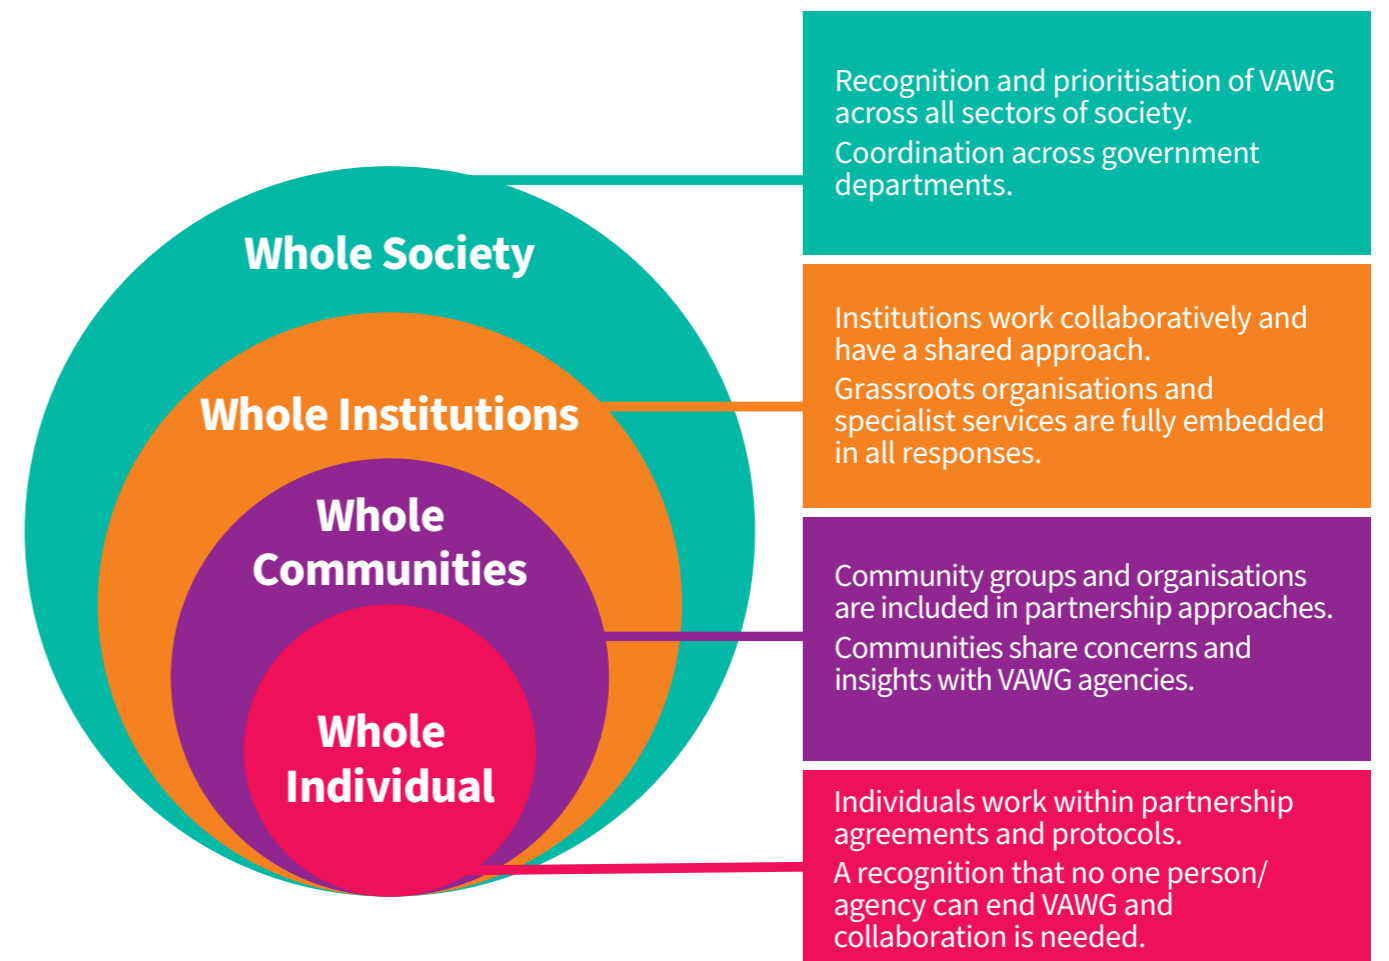 Whole Society
Whole Institutions
Whole
Communities
Whole
Individual
Recognition and prioritisation of VAWG
across all sectors of society.
Coordination across government
departments.
Institutions work collaboratively and
have a shared approach.
Grassroots organisations and
specialist services are fully embedded
in all responses.
Community groups and organisations
are included in partnership approaches.
Communities share concerns and
insights with VAWG agencies.
Individuals work within partnership
agreements and protocols.
A recognition that no one person/
agency can end VAWG and
collaboration is needed.